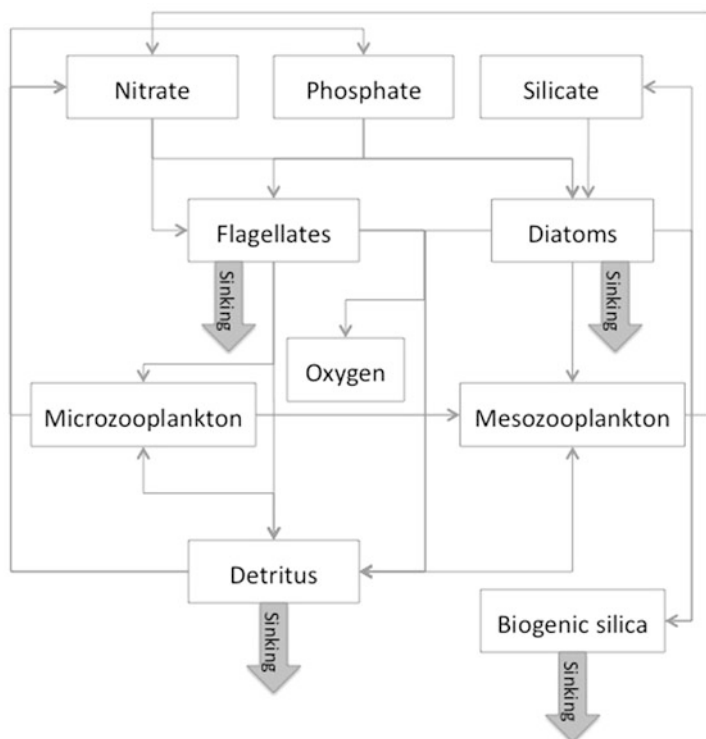 Nitrate
Phosphate
Silicate
Flagellates
Diatoms
Sinking
Sinking
Oxygen
Microzooplankton
Mesozooplankton
Detritus
Biogenic silica
Sinking
Sinking